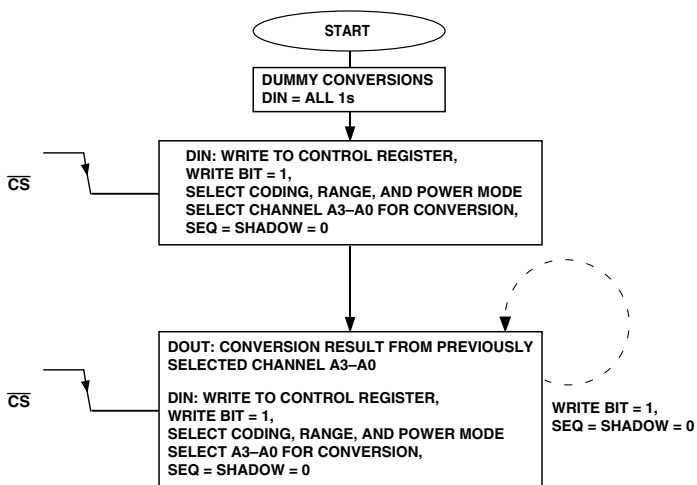 START
DUMMY CONVERSIONS
DIN = ALL 1s
CS
DIN: WRITE TO CONTROL REGISTER,
WRITE BIT = 1,
SELECT CODING, RANGE, AND POWER MODE
SELECT CHANNEL A3–A0 FOR CONVERSION,
SEQ = SHADOW = 0
DOUT: CONVERSION RESULT FROM PREVIOUSLY
SELECTED CHANNEL A3–A0
CS
DIN: WRITE TO CONTROL REGISTER,
WRITE BIT = 1,
SELECT CODING, RANGE, AND POWER MODE
SELECT A3–A0 FOR CONVERSION,
SEQ = SHADOW = 0
WRITE BIT = 1,
SEQ = SHADOW = 0